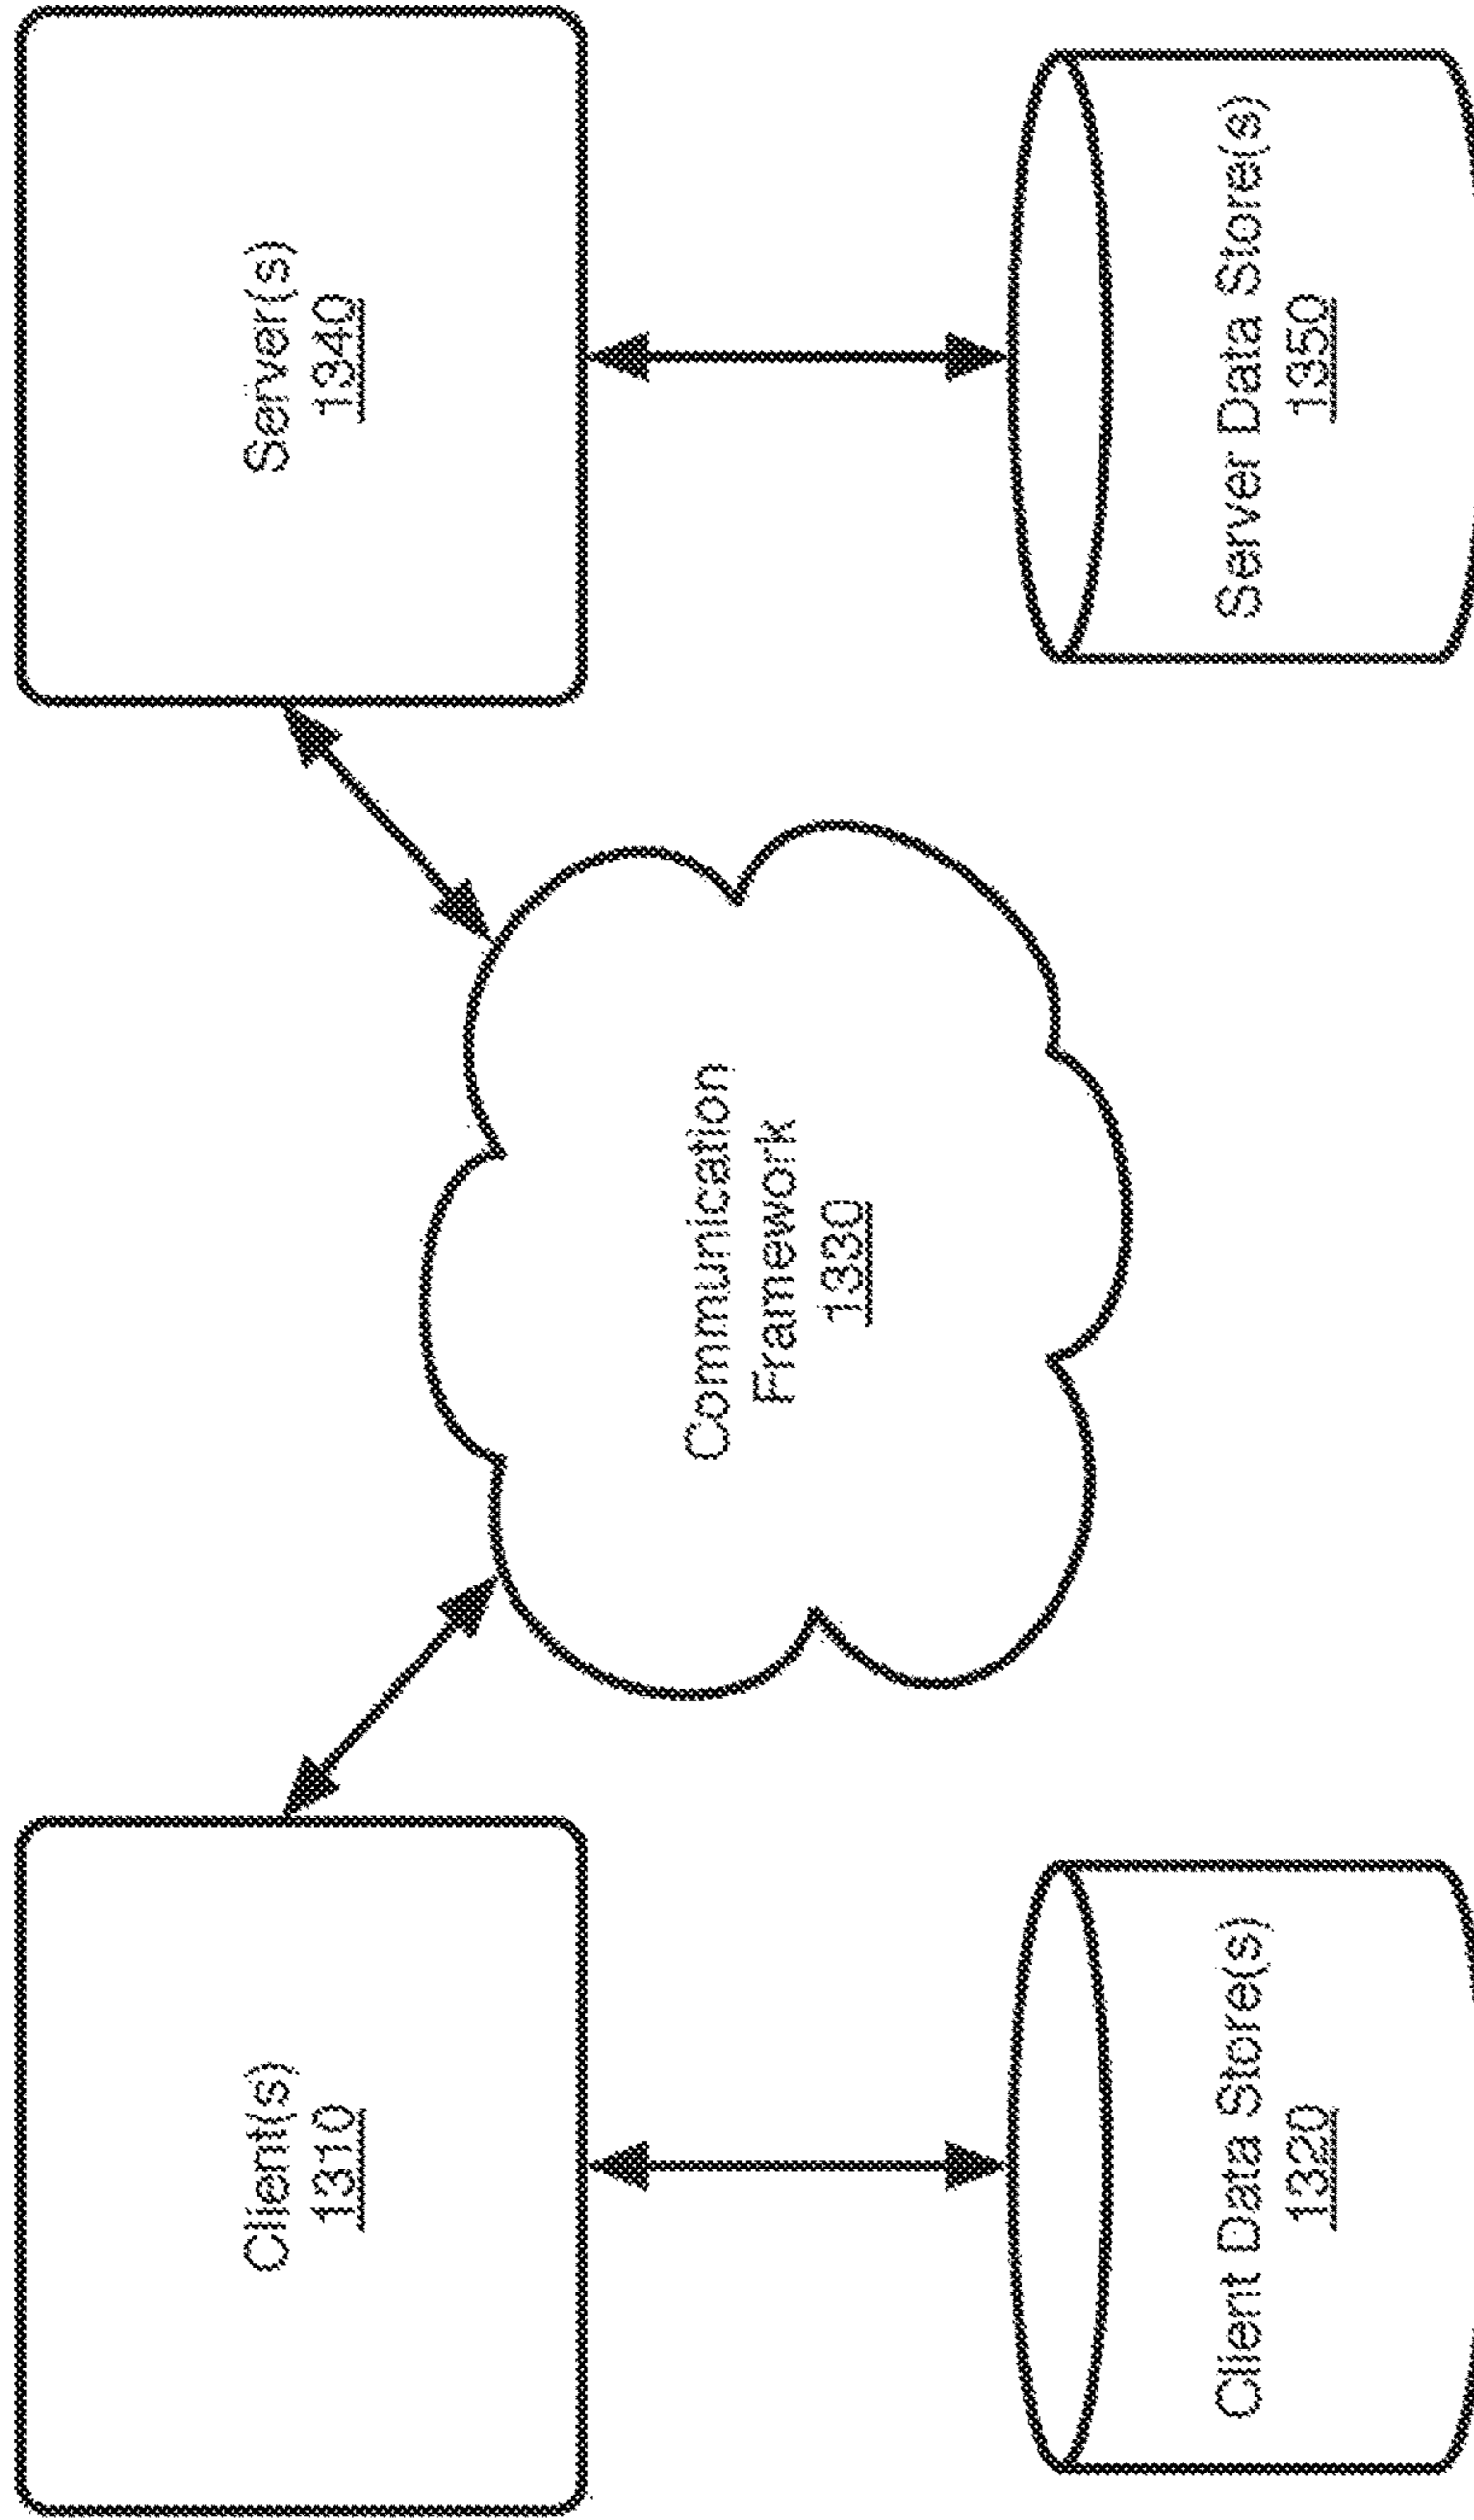 Client(s)
1310
Server(s)
1340
Communication
Framework
1330
Client Data Store(s)
1320
Server Data Store(s)
1350